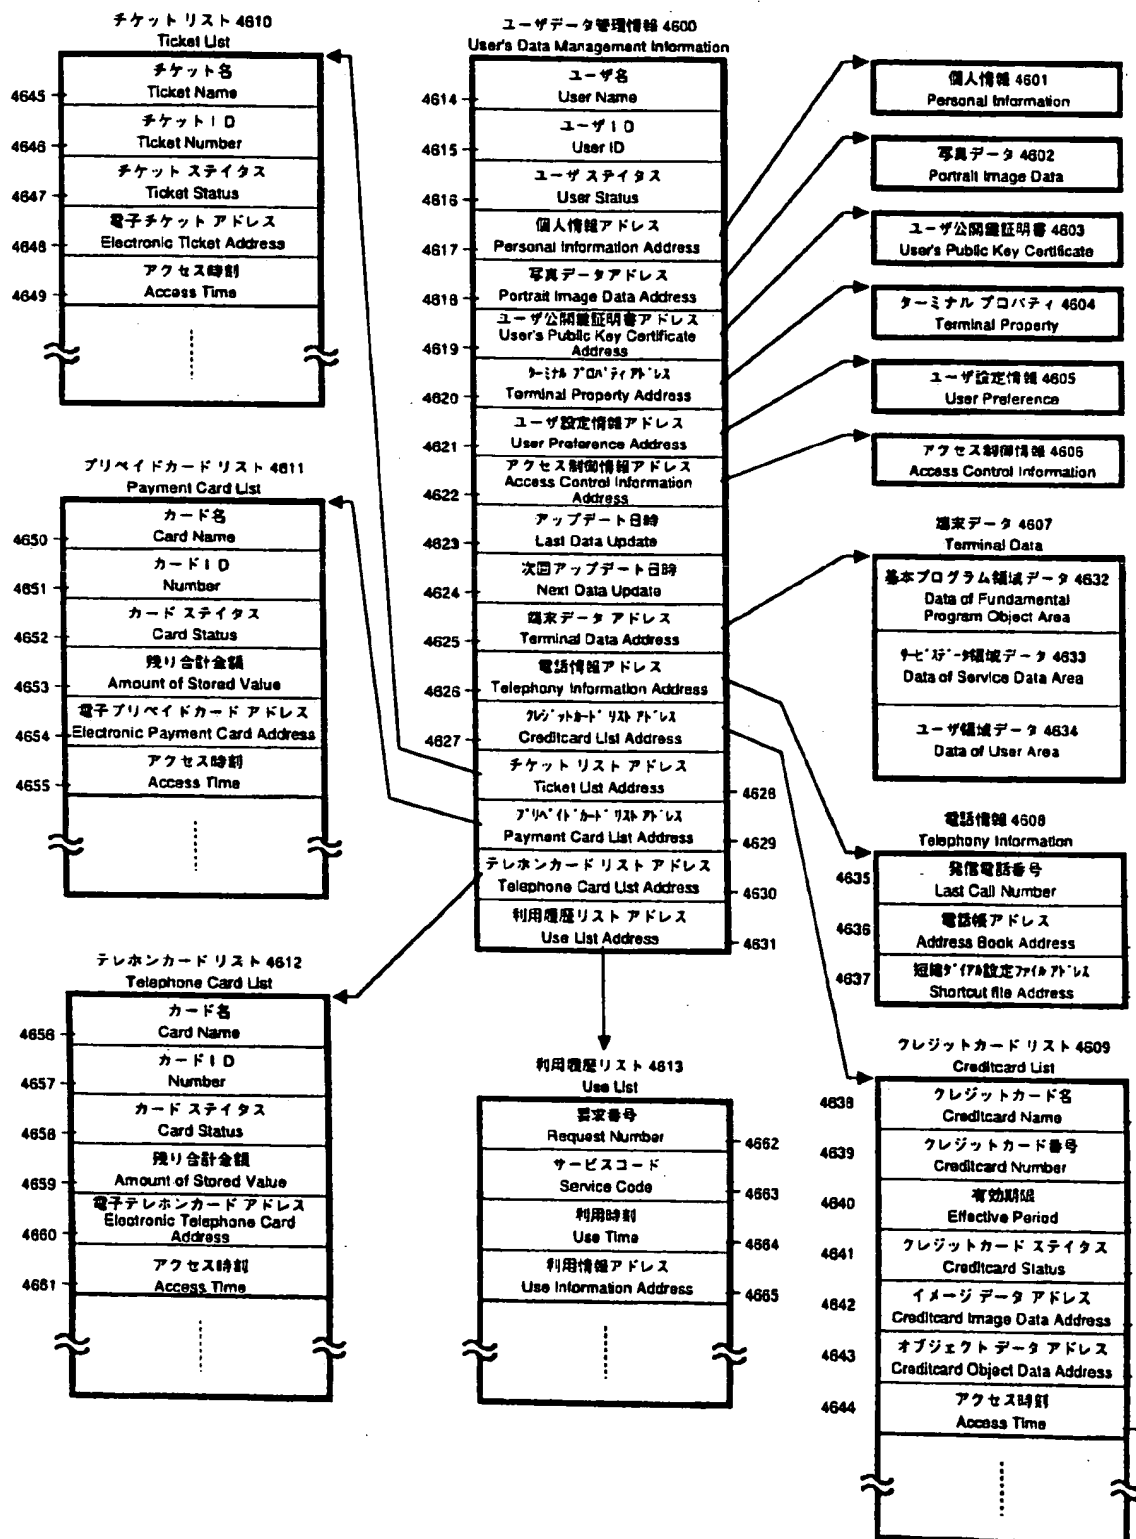 チケット リスト 4610
Ticket List
4645
チケット名
Ticket Name
4646
チケットID
Ticket Number
4647
チケット ステイタス
Ticket Status
4648
電子チケット アドレス
Electronic Ticket Address
4649
アクセス時刻
Access Time
プリペイドカード リスト 4611
Payment Card List
4650
カード名
Card Name
4651
カードID
Number
4652
カード ステイタス
Card Status
4653
残り合計金額
Amount of Stored Value
4654
電子プリペイドカード アドレス
Electronic Payment Card Address
4655
アクセス時刻
Access Time
テレホンカード リスト 4612
Telephone Card List
4656
カード名
Card Name
4657
カードID
Number
4658
カード ステイタス
Card Status
4659
残り合計金額
Amount of Stored Value
4660
電子テレホンカード アドレス
Electronic Telephone Card
Address
4661
アクセス時刻
Access Time
ユーザデータ管理情報 4600
User's Data Management Information
4614
ユーザ名
User Name
4615
ユーザID
User ID
4616
ユーザ ステイタス
User Status
4617
個人情報アドレス
Personal Information Address
4618
写真データアドレス
Portrait Image Data Address
4619
ユーザ公開鍵証明書アドレス
User's Public Key Certificate
Address
4620
ターミナル プロパティ アドレス
Terminal Property Address
4621
ユーザ設定情報アドレス
User Preference Address
4622
アクセス制御情報アドレス
Access Control Information
Address
4623
アップデート日時
Last Data Update
4624
次回アップデート日時
Next Data Update
4625
端末データ アドレス
Terminal Data Address
4626
電話情報アドレス
Telephony Information Address
4627
クレジットカード リスト アドレス
Creditcard List Address
チケット リスト アドレス
Ticket List Address
4628
プリペイドカード リスト アドレス
Payment Card List Address
4629
テレホンカード リスト アドレス
Telephone Card List Address
4630
利用履歴リスト アドレス
Use List Address
4631
利用履歴リスト 4613
Use List
要求番号
Request Number
4662
サービスコード
Service Code
4663
利用時刻
Use Time
4664
利用情報アドレス
Use Information Address
4665
個人情報 4601
Personal Information
写真データ 4602
Portrait Image Data
ユーザ公開鍵証明書 4603
User's Public Key Certificate
ターミナル プロパティ 4604
Terminal Property
ユーザ設定情報 4605
User Preference
アクセス制御情報 4606
Access Control Information
端末データ 4607
Terminal Data
基本プログラム領域データ 4632
Data of Fundamental
Program Object Area
サービスデータ領域データ 4633
Data of Service Data Area
ユーザ領域データ 4634
Data of User Area
電話情報 4608
Telephony Information
4635
発信電話番号
Last Call Number
4636
電話帳アドレス
Address Book Address
4637
短縮ダイアル設定ファイル アドレス
Shortcut file Address
クレジットカード リスト 4609
Creditcard List
4638
クレジットカード名
Creditcard Name
4639
クレジットカード番号
Creditcard Number
4640
有効期限
Effective Period
4641
クレジットカード ステイタス
Creditcard Status
4642
イメージ データ アドレス
Creditcard Image Data Address
4643
オブジェクト データ アドレス
Creditcard Object Data Address
4644
アクセス時刻
Access Time